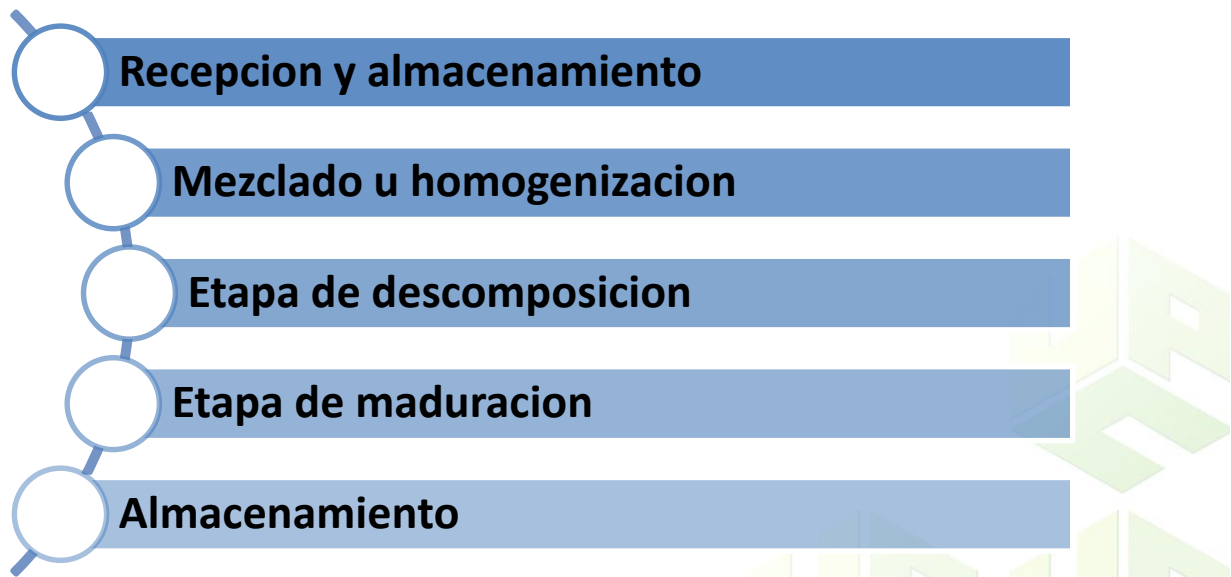 Recepcion y almacenamiento
Mezclado u homogenizacion
Etapa de descomposicion
Etapa de maduracion
Almacenamiento